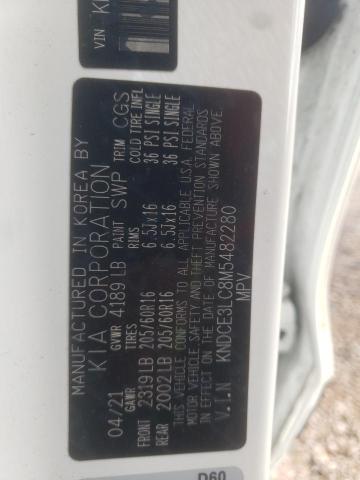 VIN
MANUFACTURED IN KOREA BY
KIA CORPORATION
04/21 GVWR 4189 LB PAINT SWP TRIM CGS
GAWR TIRES RIMS COLD TIRE INFL
FRONT 2319 LB 205/60R16 6.5JX16 36 PSI SINGLE
REAR 2002 LB 205/60R16 6.5JX16 36 PSI SINGLE
THIS VEHICLE CONFORMS TO ALL APPLICABLE U.S.A. FEDERAL
MOTOR VEHICLE SAFETY AND THEFT PREVENTION STANDARDS
IN EFFECT ON THE DATE OF MANUFACTURE SHOWN ABOVE.
V.I.N KNDCE3LC8M5482280
MPV
D60